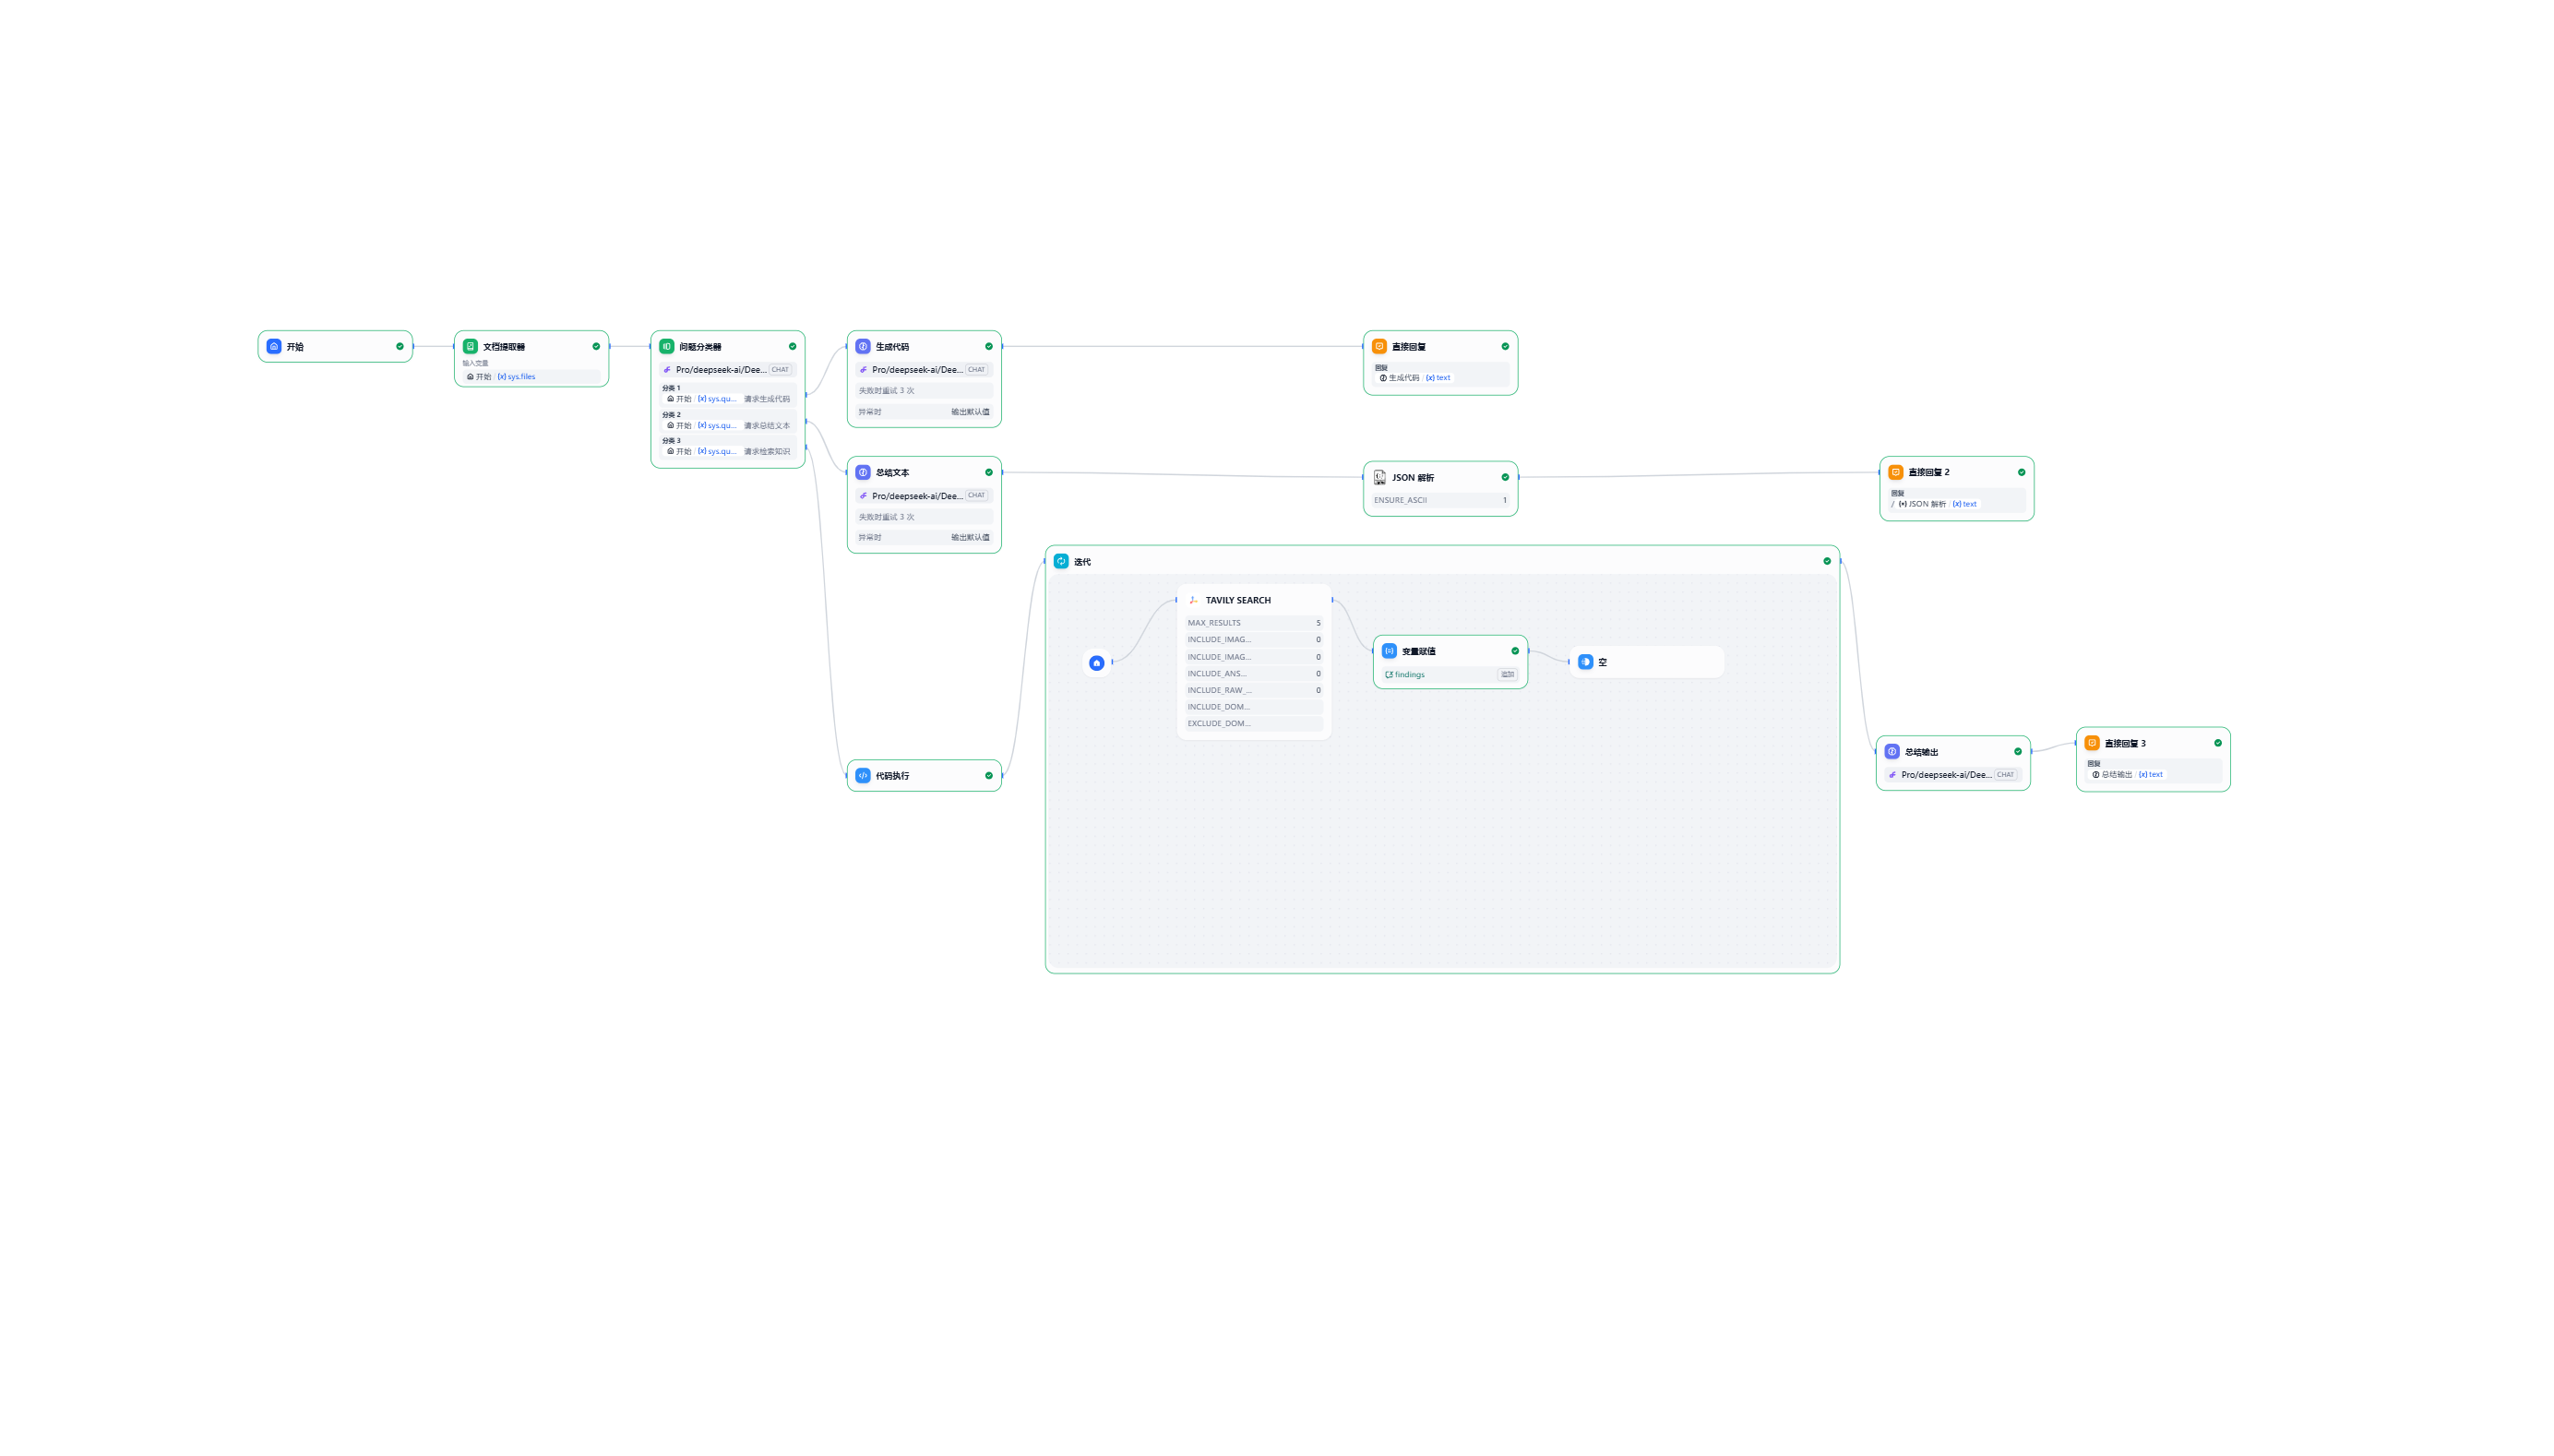 开始
文档提取器
输入变量
开始 / {x} sys.files
问题分类器
Pro/deepseek-ai/Dee... CHAT
分类 1
开始 / {x} sys.qu... 请求生成代码
分类 2
开始 / {x} sys.qu... 请求总结文本
分类 3
开始 / {x} sys.qu... 请求检索知识
生成代码
Pro/deepseek-ai/Dee... CHAT
失败时重试 3 次
异常时 输出默认值
直接回复
回复
生成代码 / {x} text
总结文本
Pro/deepseek-ai/Dee... CHAT
失败时重试 3 次
异常时 输出默认值
JSON 解析
ENSURE_ASCII 1
直接回复 2
回复
/ JSON 解析 / {x} text
迭代
TAVILY SEARCH
MAX_RESULTS 5
INCLUDE_IMAG... 0
INCLUDE_IMAG... 0
INCLUDE_ANS... 0
INCLUDE_RAW_... 0
INCLUDE_DOM...
EXCLUDE_DOM...
变量赋值
findings 追加
空
代码执行
总结输出
Pro/deepseek-ai/Dee... CHAT
直接回复 3
回复
总结输出 / {x} text